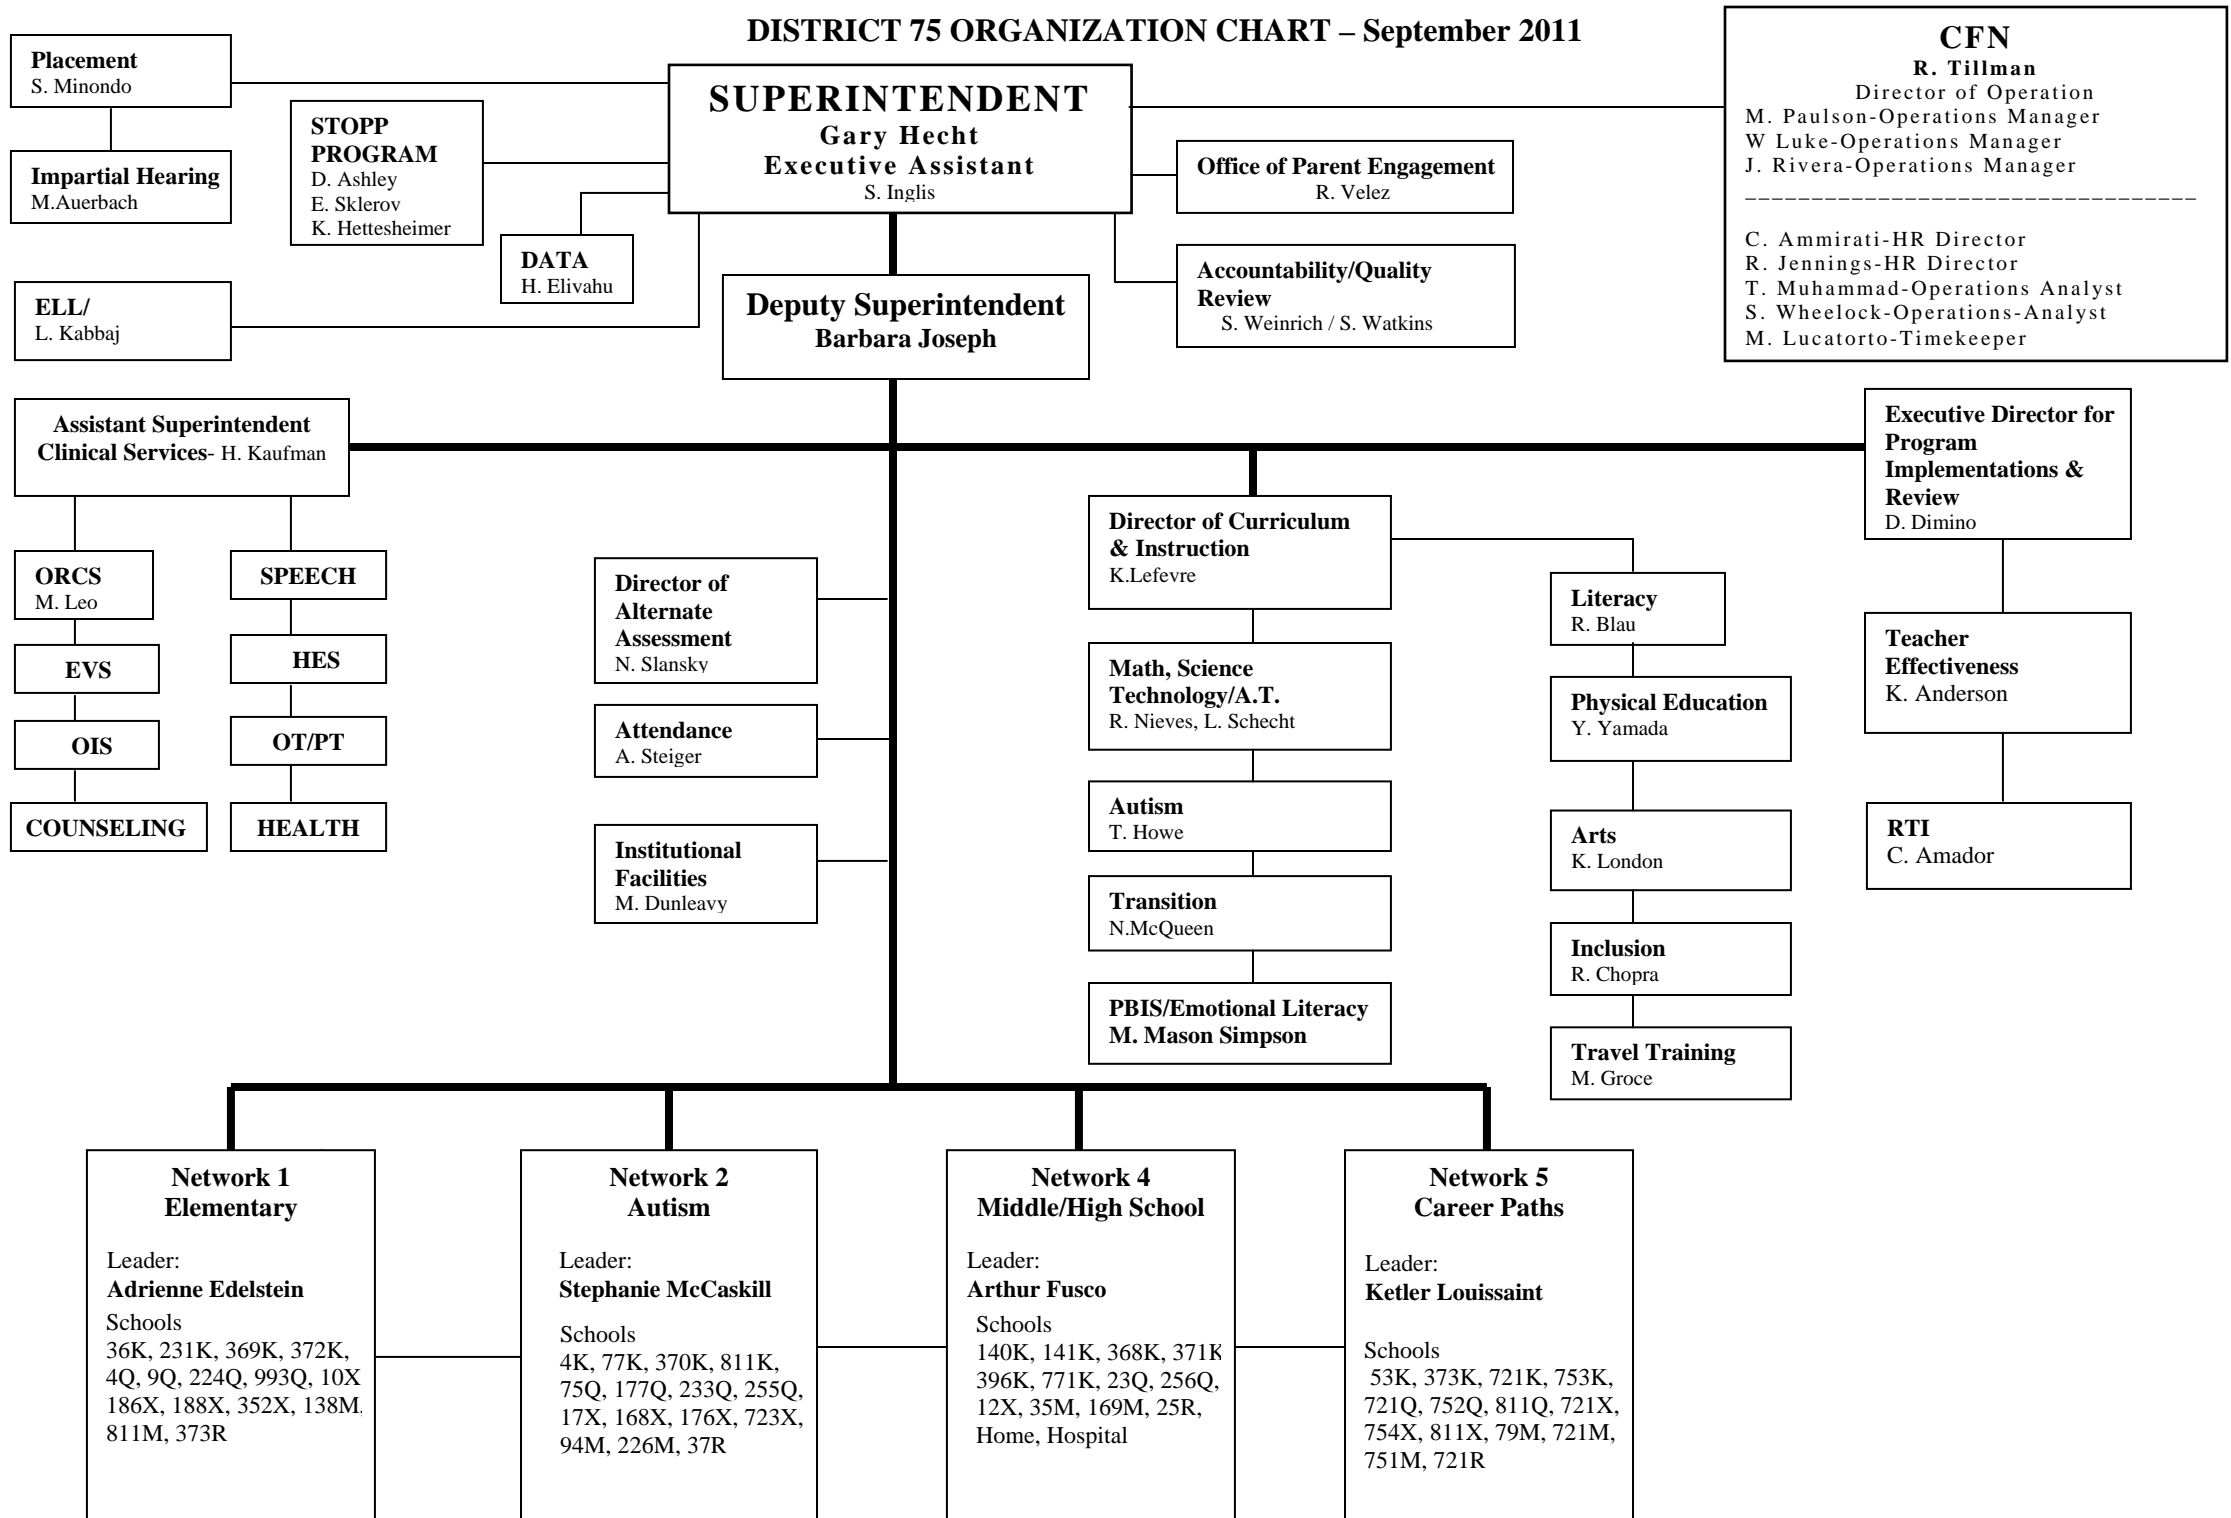 DISTRICT 75 ORGANIZATION CHART – September 2011
Placement
S. Minondo
Impartial Hearing
M.Auerbach
STOPP
PROGRAM
D. Ashley
E. Sklerov
K. Hettesheimer
DATA
H. Elivahu
ELL/
L. Kabbaj
SUPERINTENDENT
Gary Hecht
Executive Assistant
S. Inglis
Office of Parent Engagement
R. Velez
Accountability/Quality
Review
S. Weinrich / S. Watkins
CFN
R. Tillman
Director of Operation
M. Paulson-Operations Manager
W Luke-Operations Manager
J. Rivera-Operations Manager
__________________________________
C. Ammirati-HR Director
R. Jennings-HR Director
T. Muhammad-Operations Analyst
S. Wheelock-Operations-Analyst
M. Lucatorto-Timekeeper
Deputy Superintendent
Barbara Joseph
Assistant Superintendent
Clinical Services- H. Kaufman
ORCS
M. Leo
EVS
OIS
COUNSELING
SPEECH
HES
OT/PT
HEALTH
Director of
Alternate
Assessment
N. Slansky
Attendance
A. Steiger
Institutional
Facilities
M. Dunleavy
Director of Curriculum
& Instruction
K.Lefevre
Math, Science
Technology/A.T.
R. Nieves, L. Schecht
Autism
T. Howe
Transition
N.McQueen
PBIS/Emotional Literacy
M. Mason Simpson
Literacy
R. Blau
Physical Education
Y. Yamada
Arts
K. London
Inclusion
R. Chopra
Travel Training
M. Groce
Executive Director for
Program
Implementations &
Review
D. Dimino
Teacher
Effectiveness
K. Anderson
RTI
C. Amador
Network 1
Elementary
Leader:
Adrienne Edelstein
Schools
36K, 231K, 369K, 372K,
4Q, 9Q, 224Q, 993Q, 10X
186X, 188X, 352X, 138M,
811M, 373R
Network 2
Autism
Leader:
Stephanie McCaskill
Schools
4K, 77K, 370K, 811K,
75Q, 177Q, 233Q, 255Q,
17X, 168X, 176X, 723X,
94M, 226M, 37R
Network 4
Middle/High School
Leader:
Arthur Fusco
Schools
140K, 141K, 368K, 371K
396K, 771K, 23Q, 256Q,
12X, 35M, 169M, 25R,
Home, Hospital
Network 5
Career Paths
Leader:
Ketler Louissaint
Schools
53K, 373K, 721K, 753K,
721Q, 752Q, 811Q, 721X,
754X, 811X, 79M, 721M,
751M, 721R